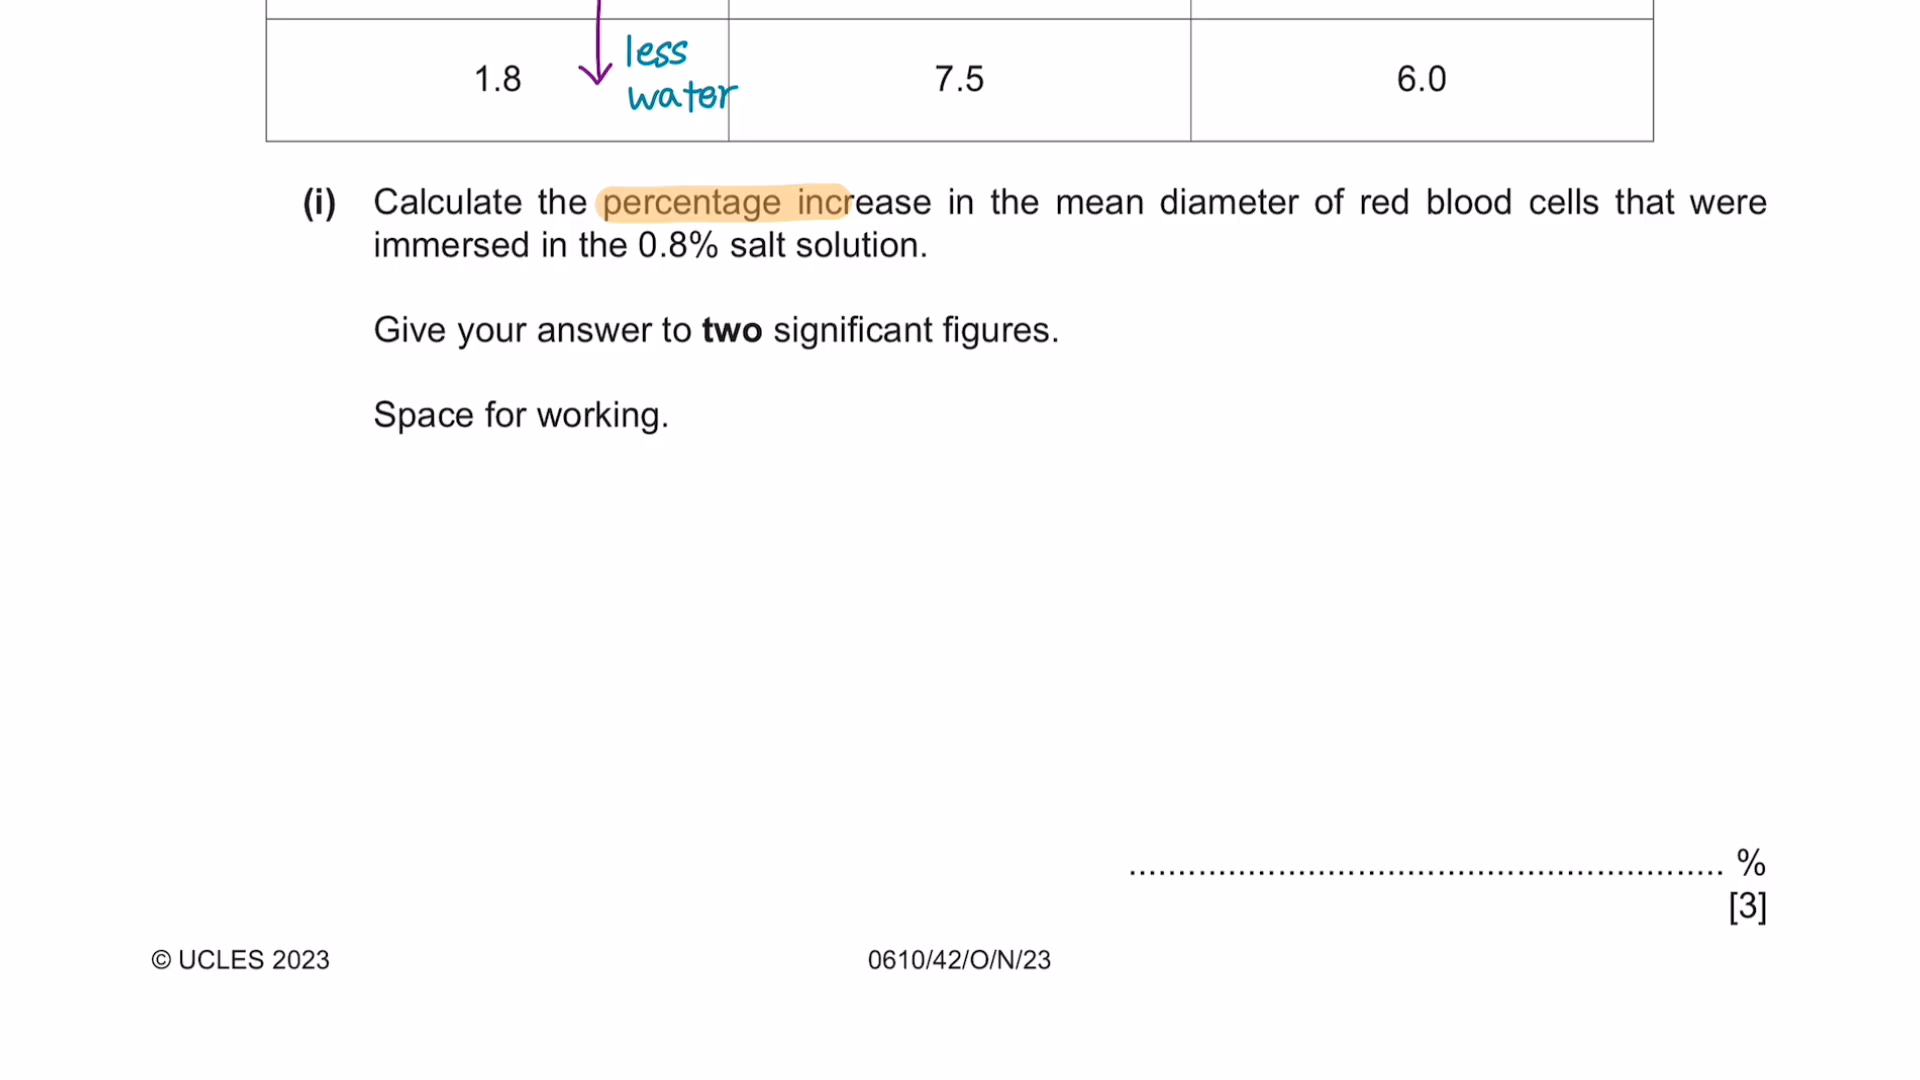 1.8 less water 7.5 6.0
(i) Calculate the percentage increase in the mean diameter of red blood cells that were
immersed in the 0.8% salt solution.
Give your answer to two significant figures.
Space for working.
............................................................ %
[3]
© UCLES 2023 0610/42/O/N/23